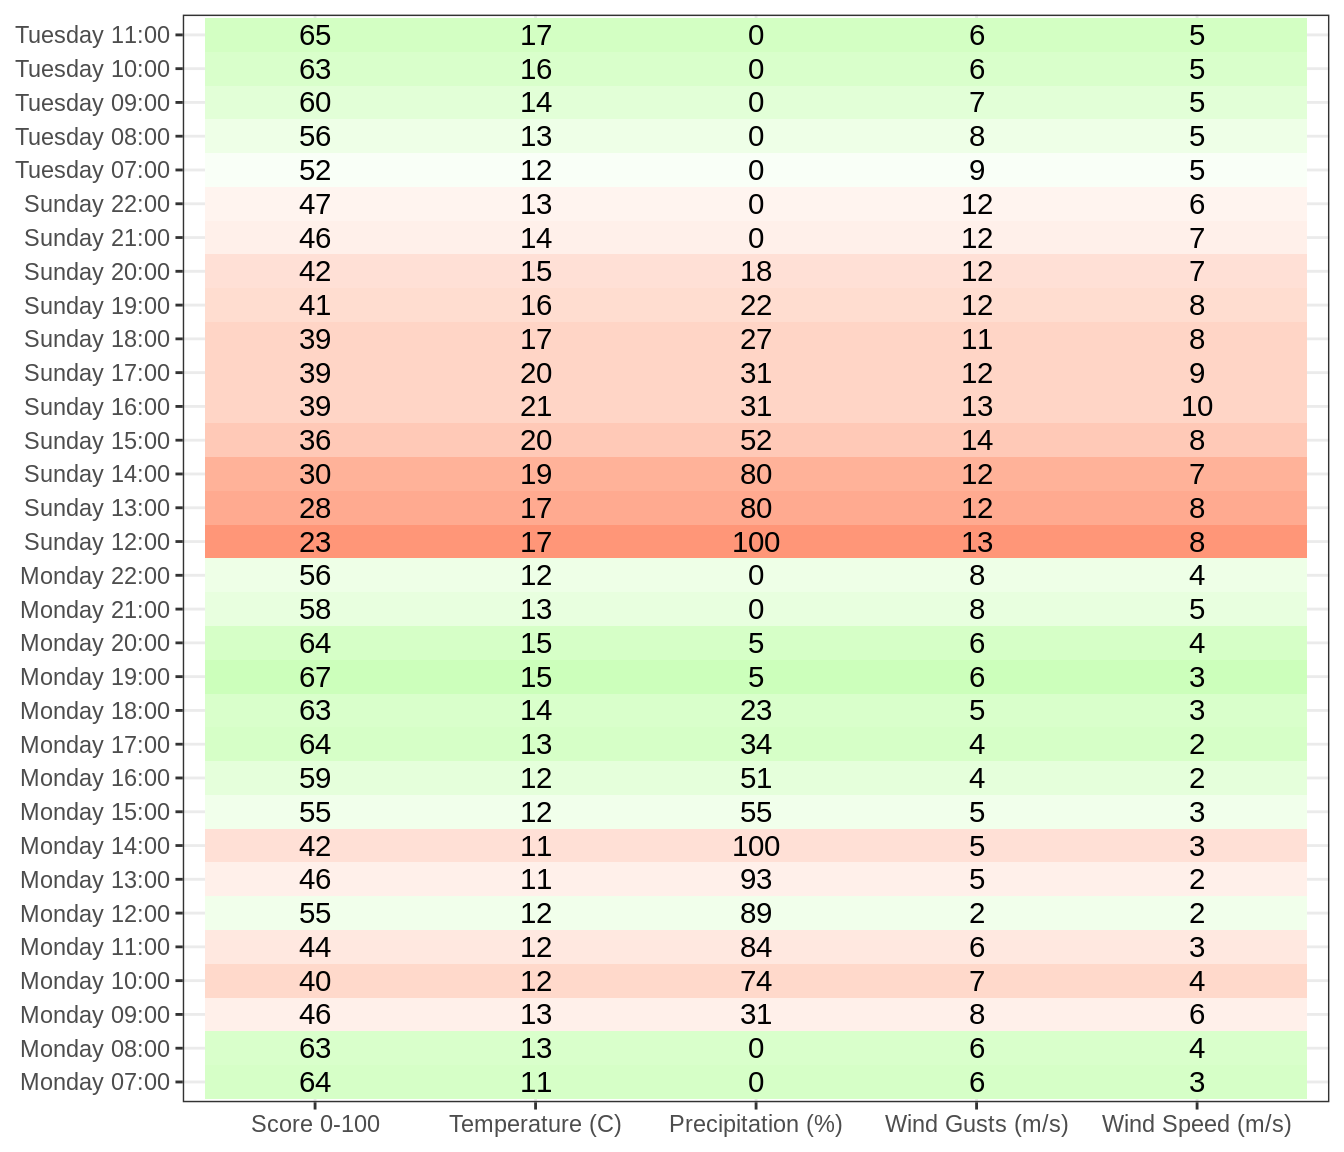 Tuesday 11:00 65 17 0 6 5
Tuesday 10:00 63 16 0 6 5
Tuesday 09:00 60 14 0 7 5
Tuesday 08:00 56 13 0 8 5
Tuesday 07:00 52 12 0 9 5
Sunday 22:00 47 13 0 12 6
Sunday 21:00 46 14 0 12 7
Sunday 20:00 42 15 18 12 7
Sunday 19:00 41 16 22 12 8
Sunday 18:00 39 17 27 11 8
Sunday 17:00 39 20 31 12 9
Sunday 16:00 39 21 31 13 10
Sunday 15:00 36 20 52 14 8
Sunday 14:00 30 19 80 12 7
Sunday 13:00 28 17 80 12 8
Sunday 12:00 23 17 100 13 8
Monday 22:00 56 12 0 8 4
Monday 21:00 58 13 0 8 5
Monday 20:00 64 15 5 6 4
Monday 19:00 67 15 5 6 3
Monday 18:00 63 14 23 5 3
Monday 17:00 64 13 34 4 2
Monday 16:00 59 12 51 4 2
Monday 15:00 55 12 55 5 3
Monday 14:00 42 11 100 5 3
Monday 13:00 46 11 93 5 2
Monday 12:00 55 12 89 2 2
Monday 11:00 44 12 84 6 3
Monday 10:00 40 12 74 7 4
Monday 09:00 46 13 31 8 6
Monday 08:00 63 13 0 6 4
Monday 07:00 64 11 0 6 3
Score 0-100 Temperature (C) Precipitation (%) Wind Gusts (m/s) Wind Speed (m/s)